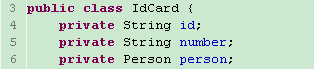 3 public class IdCard {
4     private String id;
5     private String number;
6     private Person person;